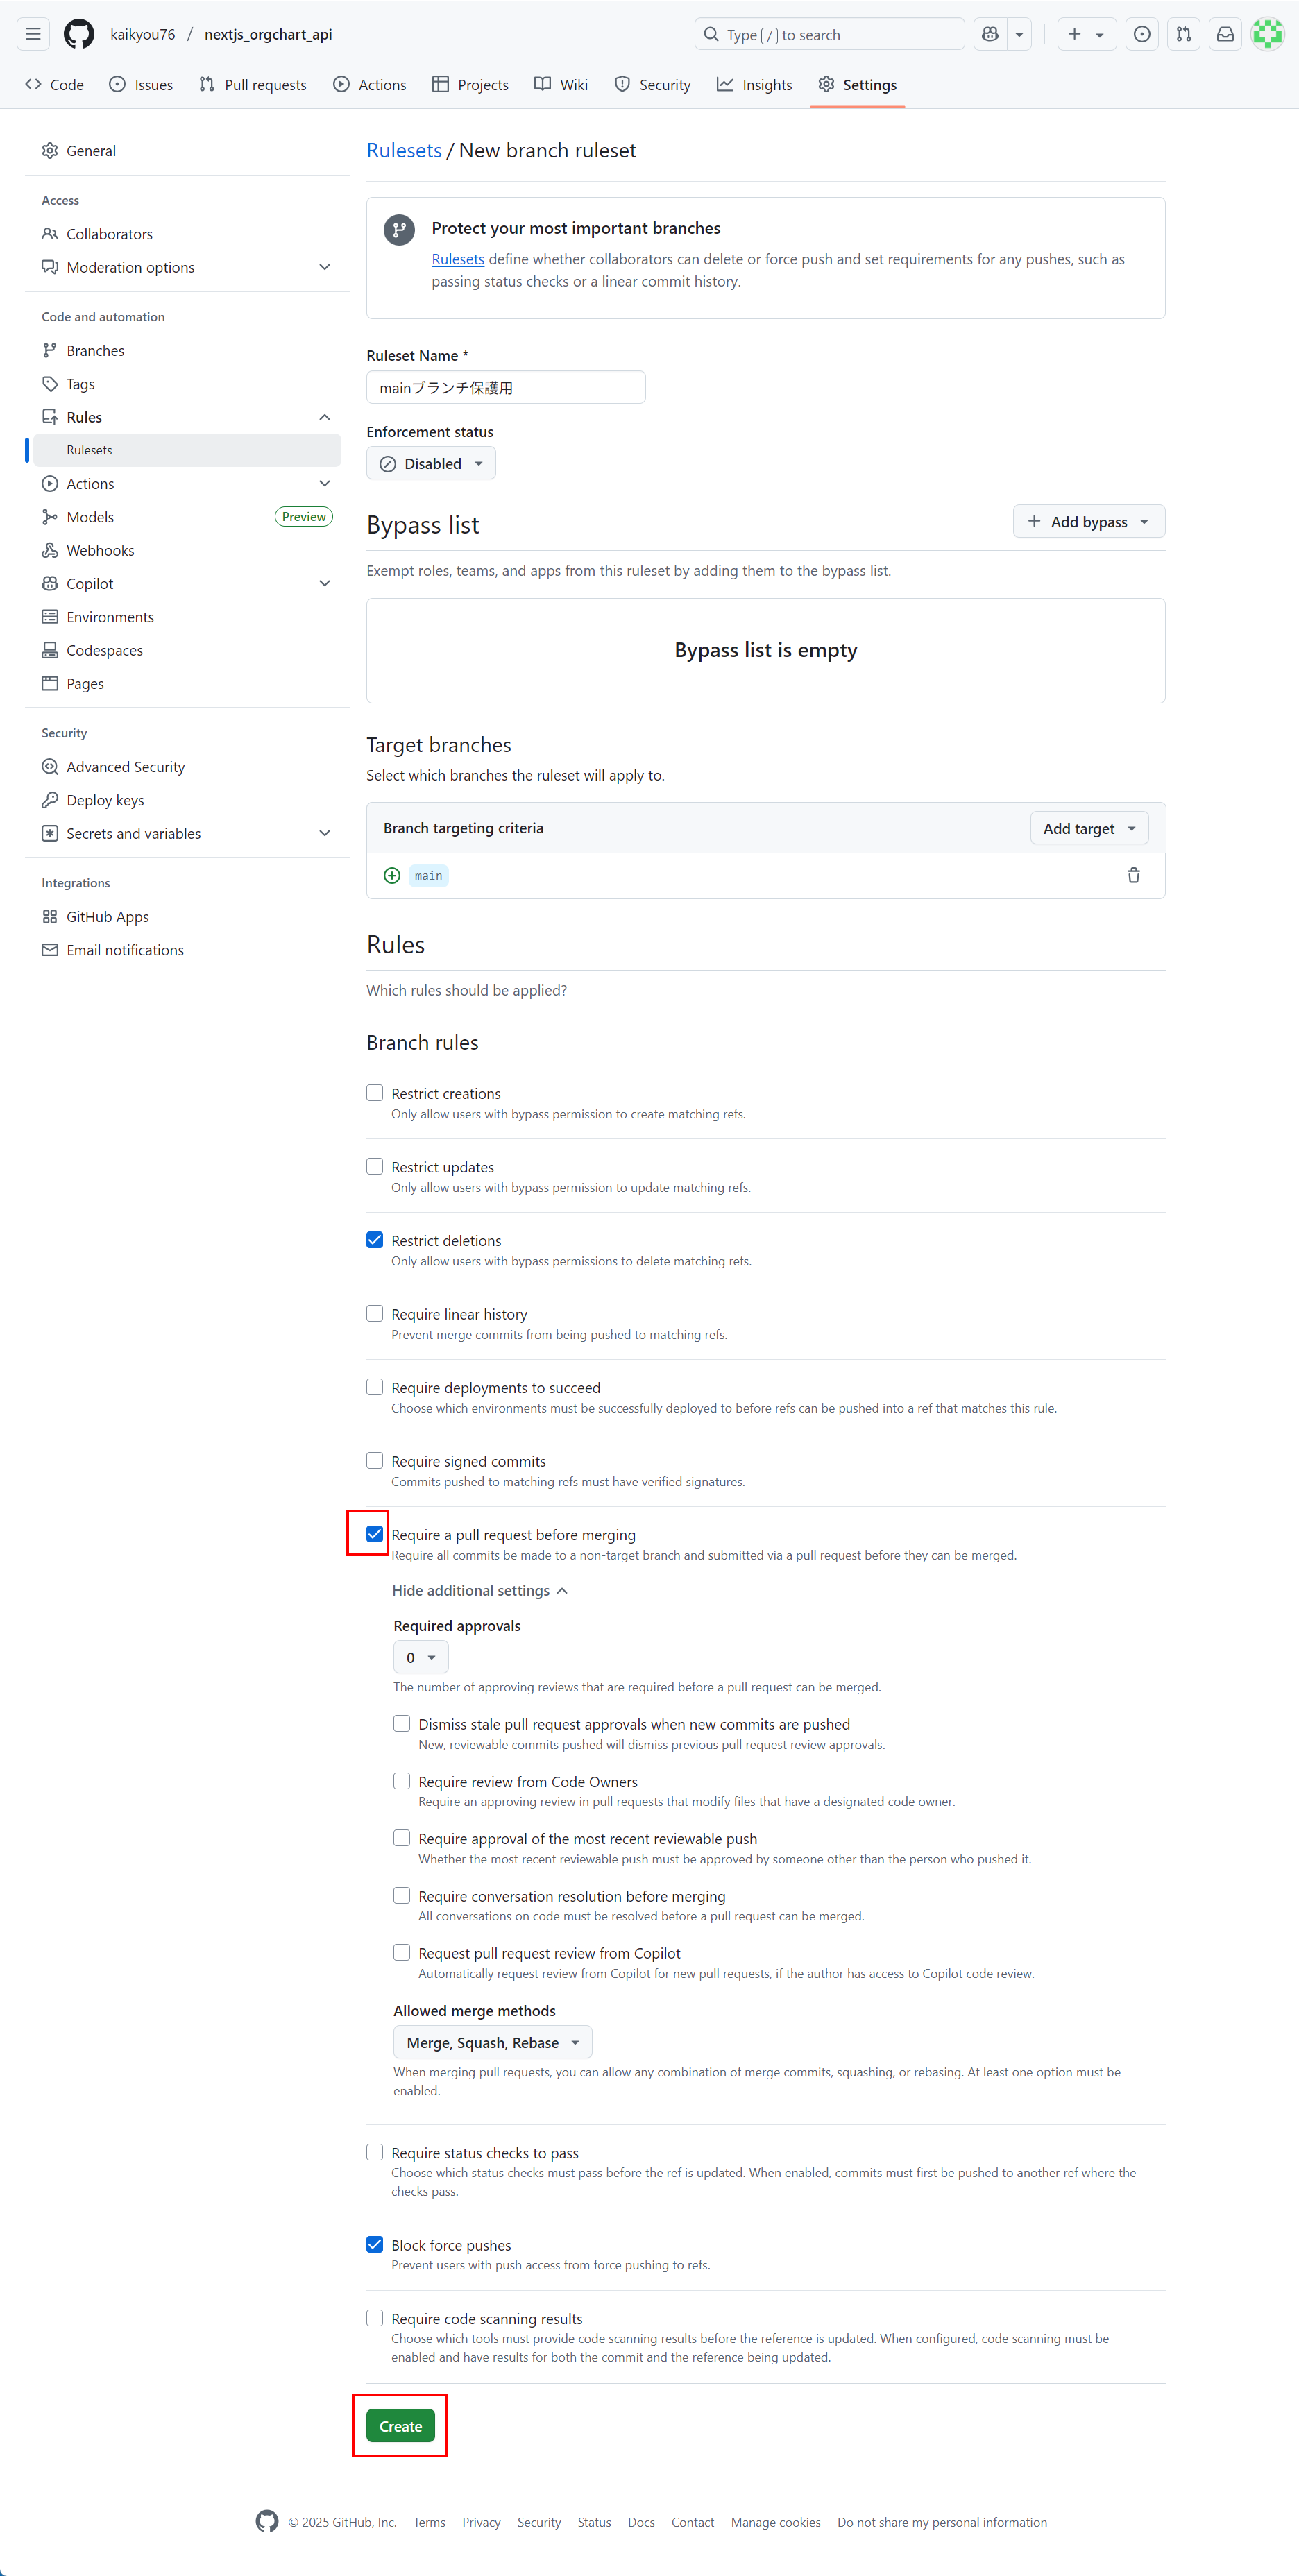 kaikyou76 / nextjs_orgchart_api
Type / to search
Code
Issues
Pull requests
Actions
Projects
Wiki
Security
Insights
Settings
General
Access
Collaborators
Moderation options
Code and automation
Branches
Tags
Rules
Rulesets
Actions
Models
Preview
Webhooks
Copilot
Environments
Codespaces
Pages
Security
Advanced Security
Deploy keys
Secrets and variables
Integrations
GitHub Apps
Email notifications
Rulesets / New branch ruleset
Protect your most important branches
Rulesets define whether collaborators can delete or force push and set requirements for any pushes, such as
passing status checks or a linear commit history.
Ruleset Name *
mainブランチ保護用
Enforcement status
Disabled
Bypass list
Add bypass
Exempt roles, teams, and apps from this ruleset by adding them to the bypass list.
Bypass list is empty
Target branches
Select which branches the ruleset will apply to.
Branch targeting criteria
Add target
main
Rules
Which rules should be applied?
Branch rules
Restrict creations
Only allow users with bypass permission to create matching refs.
Restrict updates
Only allow users with bypass permission to update matching refs.
Restrict deletions
Only allow users with bypass permissions to delete matching refs.
Require linear history
Prevent merge commits from being pushed to matching refs.
Require deployments to succeed
Choose which environments must be successfully deployed to before refs can be pushed into a ref that matches this rule.
Require signed commits
Commits pushed to matching refs must have verified signatures.
Require a pull request before merging
Require all commits be made to a non-target branch and submitted via a pull request before they can be merged.
Hide additional settings
Required approvals
0
The number of approving reviews that are required before a pull request can be merged.
Dismiss stale pull request approvals when new commits are pushed
New, reviewable commits pushed will dismiss previous pull request review approvals.
Require review from Code Owners
Require an approving review in pull requests that modify files that have a designated code owner.
Require approval of the most recent reviewable push
Whether the most recent reviewable push must be approved by someone other than the person who pushed it.
Require conversation resolution before merging
All conversations on code must be resolved before a pull request can be merged.
Request pull request review from Copilot
Automatically request review from Copilot for new pull requests, if the author has access to Copilot code review.
Allowed merge methods
Merge, Squash, Rebase
When merging pull requests, you can allow any combination of merge commits, squashing, or rebasing. At least one option must be
enabled.
Require status checks to pass
Choose which status checks must pass before the ref is updated. When enabled, commits must first be pushed to another ref where the
checks pass.
Block force pushes
Prevent users with push access from force pushing to refs.
Require code scanning results
Choose which tools must provide code scanning results before the reference is updated. When configured, code scanning must be
enabled and have results for both the commit and the reference being updated.
Create
© 2025 GitHub, Inc.
Terms
Privacy
Security
Status
Docs
Contact
Manage cookies
Do not share my personal information